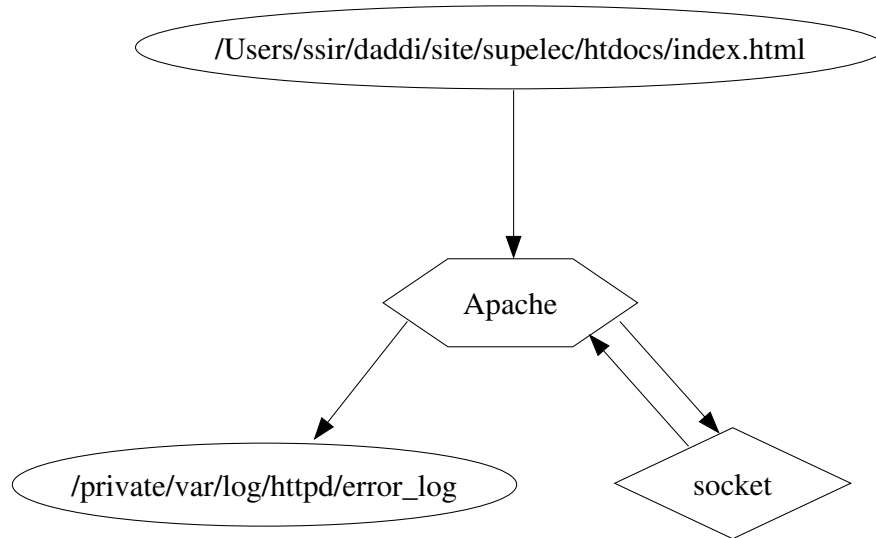 /Users/ssir/daddi/site/supelec/htdocs/index.html
Apache
/private/var/log/httpd/error_log
socket